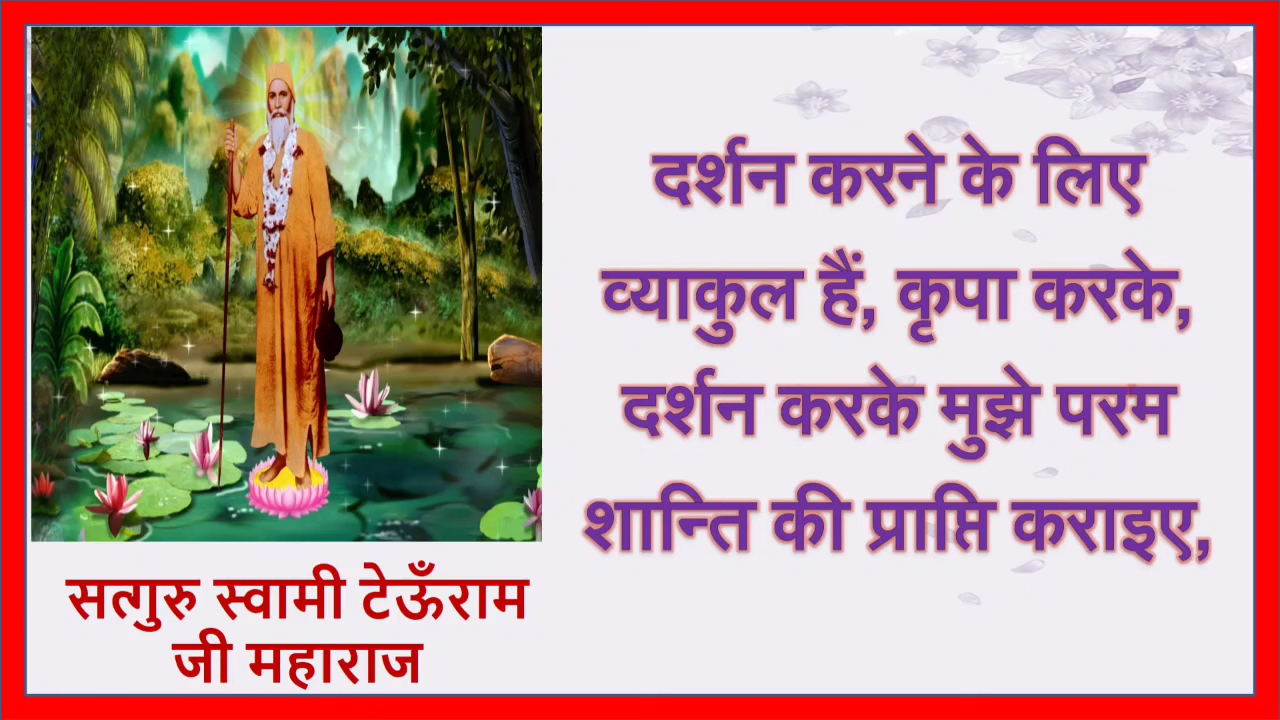 दर्शन करने के लिए
व्याकुल हैं, कृपा करके,
दर्शन करके मुझे परम
शान्ति की प्राप्ति कराइए,
सत्गुरु स्वामी टेऊँराम
जी महाराज